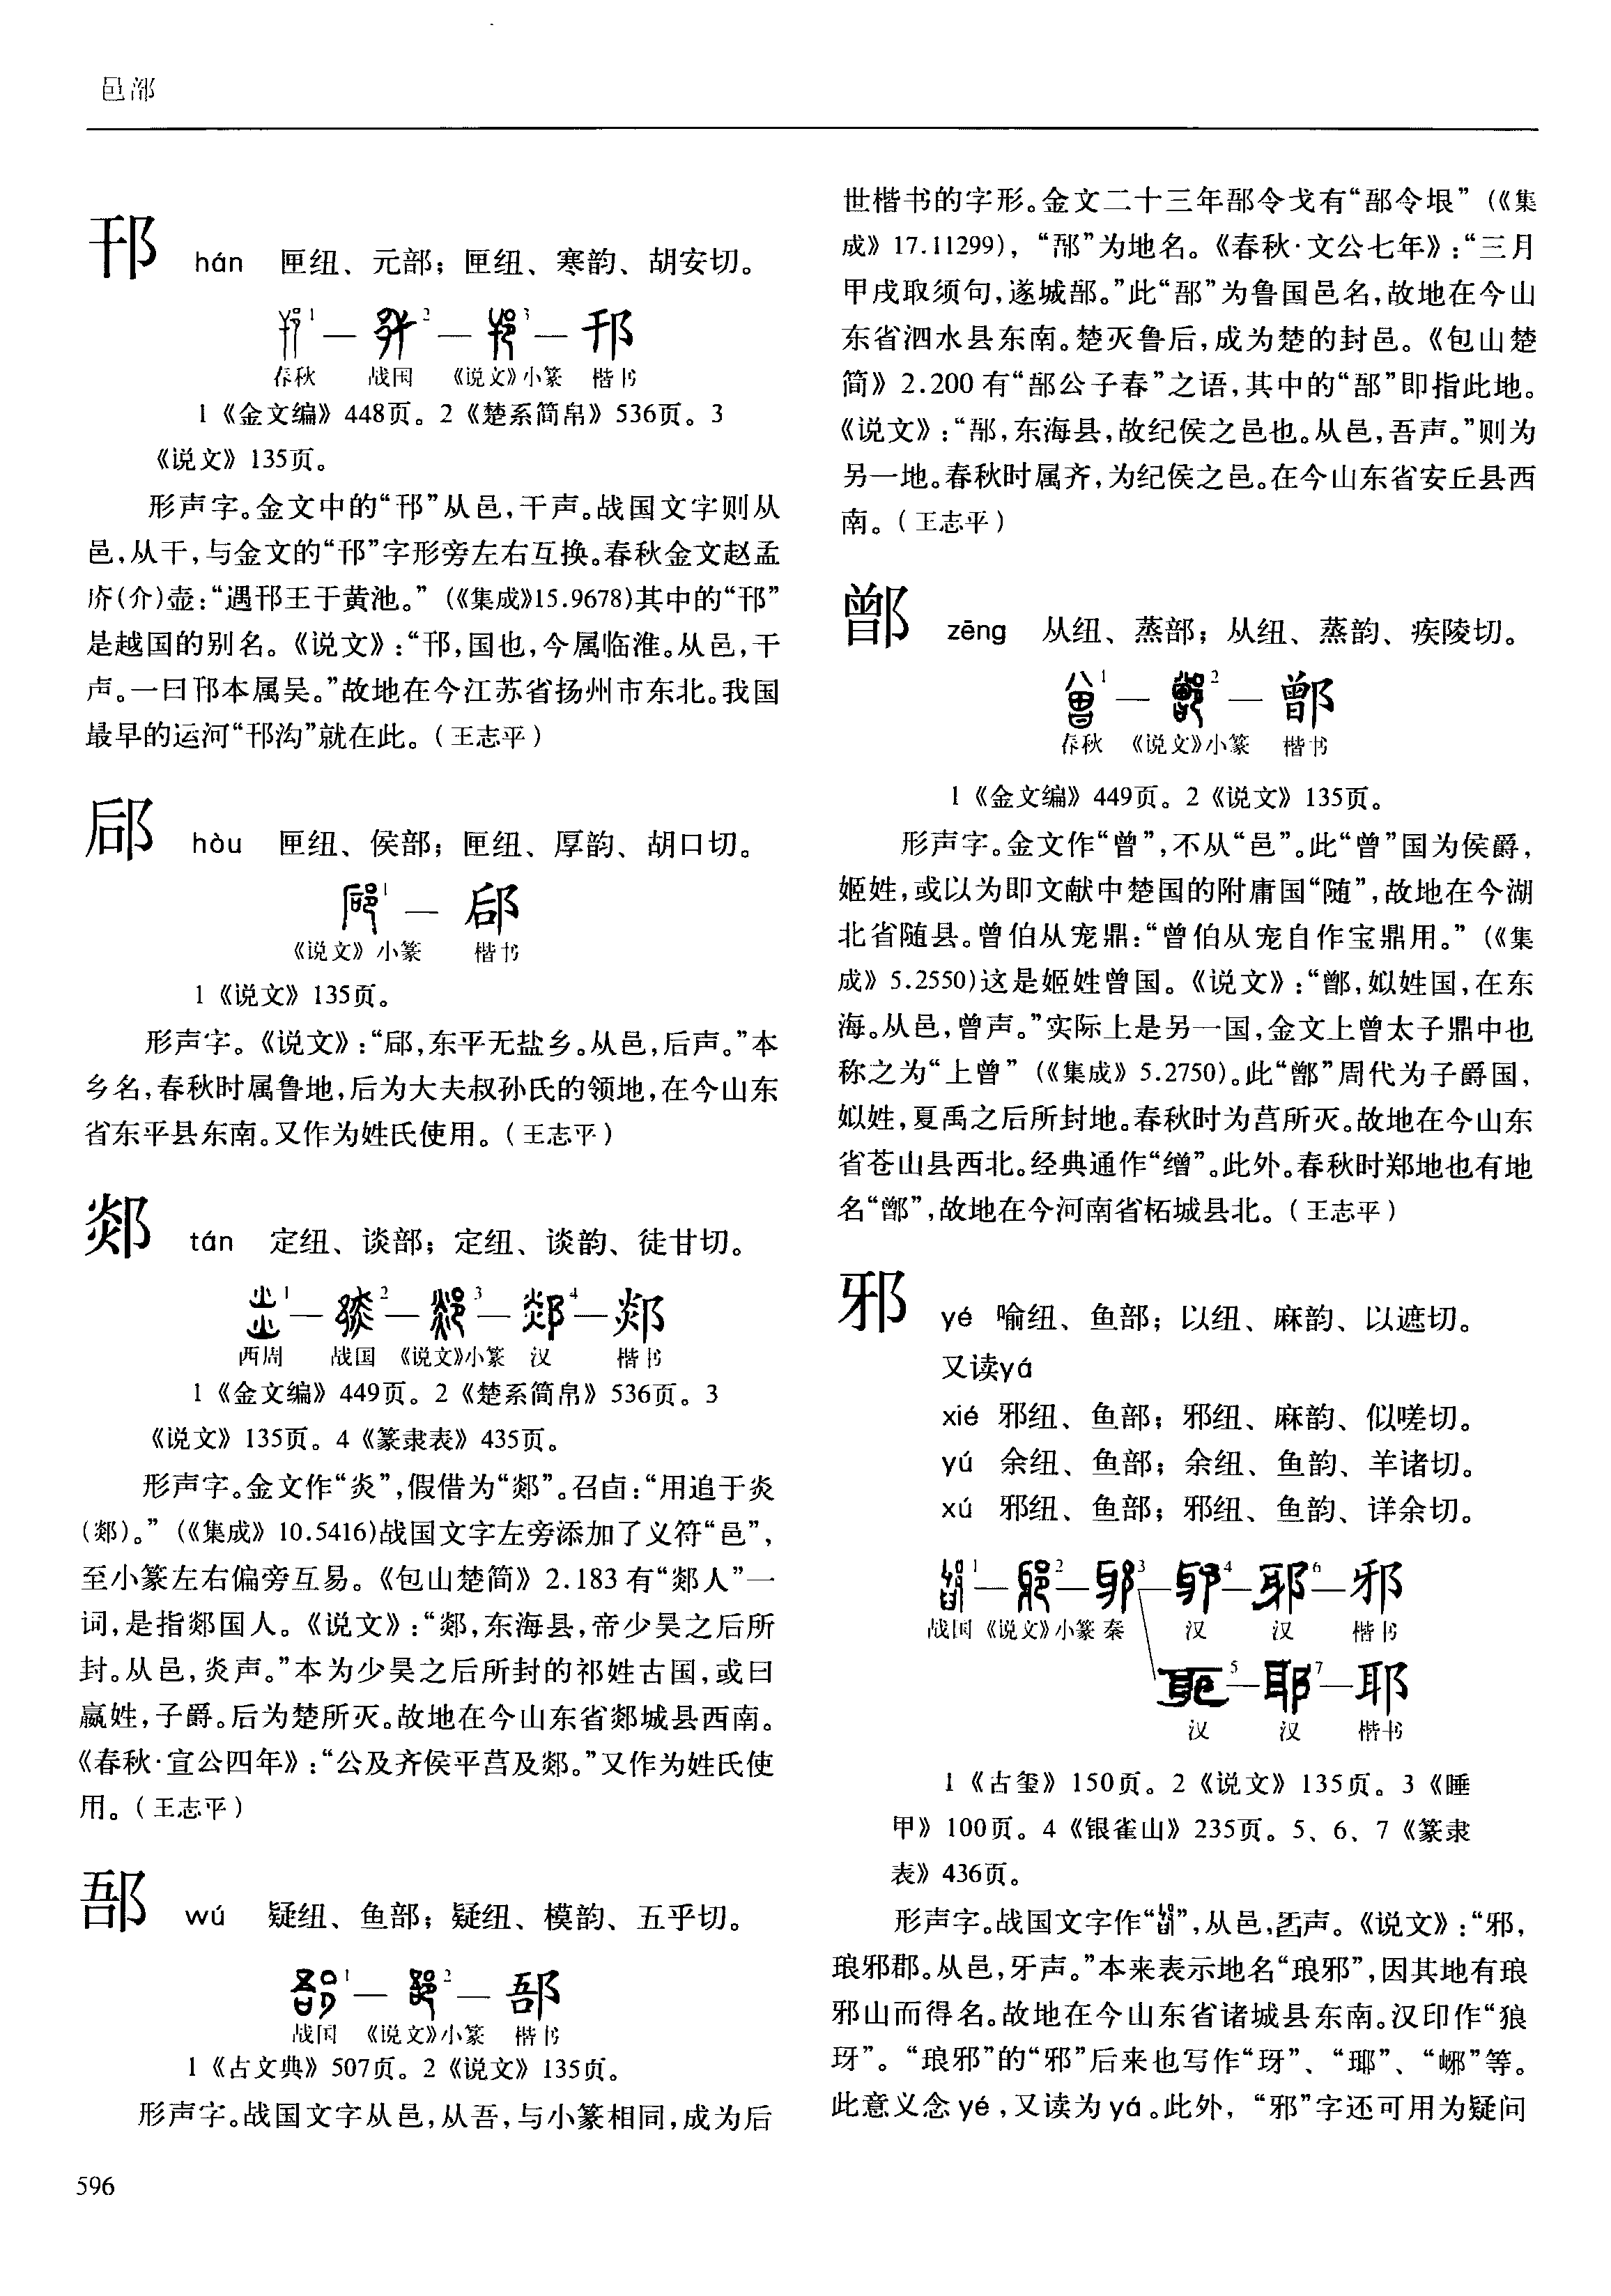 邑部
邗 hán 匣纽、元部；匣纽、寒韵、胡安切。
1 — 2 — 3 — 邗
春秋 战国 《说文》小篆 楷书
1《金文编》448页。2《楚系简帛》536页。3
《说文》135页。
形声字。金文中的“邗”从邑，干声。战国文字则从
邑，从干，与金文的“邗”字形旁左右互换。春秋金文赵孟
(介)壶：“遇邗王于黄池。”（《集成》15.9678)其中的“邗”
是越国的别名。《说文》：“邗，国也，今属临淮。从邑，干
声。一曰邗本属吴。”故地在今江苏省扬州市东北。我国
最早的运河“邗沟”就在此。（王志平）
郈 hòu 匣纽、侯部；匣纽、厚韵、胡口切。
1 — 郈
《说文》小篆 楷书
1《说文》135页。
形声字。《说文》：“郈，东平无盐乡。从邑，后声。”本
乡名，春秋时属鲁地，后为大夫叔孙氏的领地，在今山东
省东平县东南。又作为姓氏使用。（王志平）
郯 tán 定纽、谈部；定纽、谈韵、徒甘切。
1 — 2 — 3 — 郯4 — 郯
西周 战国 《说文》小篆 汉 楷书
1《金文编》449页。2《楚系简帛》536页。3
《说文》135页。4《篆隶表》435页。
形声字。金文作“炎”，假借为“郯”。召卣：“用追于炎
(郯)。”（《集成》10.5416)战国文字左旁添加了义符“邑”，
至小篆左右偏旁互易。《包山楚简》2.183有“郯人”一
词，是指郯国人。《说文》：“郯，东海县，帝少昊之后所
封。从邑，炎声。”本为少昊之后所封的祁姓古国，或曰
嬴姓，子爵。后为楚所灭。故地在今山东省郯城县西南。
《春秋·宣公四年》：“公及齐侯平莒及郯。”又作为姓氏使
用。（王志平）
郚 wú 疑纽、鱼部；疑纽、模韵、五乎切。
1 — 2 — 郚
战国 《说文》小篆 楷书
1《古文典》507页。2《说文》135页。
形声字。战国文字从邑，从吾，与小篆相同，成为后
世楷书的字形。金文二十三年郚令戈有“郚令垠”（《集
成》17.11299)，“郚”为地名。《春秋·文公七年》：“三月
甲戌取须句，遂城郚。”此“郚”为鲁国邑名，故地在今山
东省泗水县东南。楚灭鲁后，成为楚的封邑。《包山楚
简》2.200有“郚公子春”之语，其中的“郚”即指此地。
《说文》：“郚，东海县，故纪侯之邑也。从邑，吾声。”则为
另一地。春秋时属齐，为纪侯之邑。在今山东省安丘县西
南。（王志平）
鄫 zēng 从纽、蒸部；从纽、蒸韵、疾陵切。
1 — 2 — 鄫
春秋 《说文》小篆 楷书
1《金文编》449页。2《说文》135页。
形声字。金文作“曾”，不从“邑”。此“曾”国为侯爵，
姬姓，或以为即文献中楚国的附庸国“随”，故地在今湖
北省随县。曾伯从宠鼎：“曾伯从宠自作宝鼎用。”（《集
成》5.2550)这是姬姓曾国。《说文》：“鄫，姒姓国，在东
海。从邑，曾声。”实际上是另一国，金文上曾太子鼎中也
称之为“上曾”（《集成》5.2750)。此“鄫”周代为子爵国，
姒姓，夏禹之后所封地。春秋时为莒所灭。故地在今山东
省苍山县西北。经典通作“缯”。此外。春秋时郑地也有地
名“鄫”，故地在今河南省柘城县北。（王志平）
邪 yé 喻纽、鱼部；以纽、麻韵、以遮切。
又读yá
xié 邪纽、鱼部；邪纽、麻韵、似嗟切。
yú 余纽、鱼部；余纽、鱼韵、羊诸切。
xú 邪纽、鱼部；邪纽、鱼韵、详余切。
1 — 2 — 3 — 4 — 6 — 邪
战国 《说文》小篆 秦 汉 汉 楷书
5 — 耶7 — 耶
汉 汉 楷书
1《古玺》150页。2《说文》135页。3《睡
甲》100页。4《银雀山》235页。5、6、7《篆隶
表》436页。
形声字。战国文字作“”，从邑，声。《说文》：“邪，
琅邪郡。从邑，牙声。”本来表示地名“琅邪”，因其地有琅
邪山而得名。故地在今山东省诸城县东南。汉印作“狼
玡”。“琅邪”的“邪”后来也写作“玡”、“瑘”、“”等。
此意义念yé，又读为yá。此外，“邪”字还可用为疑问
596